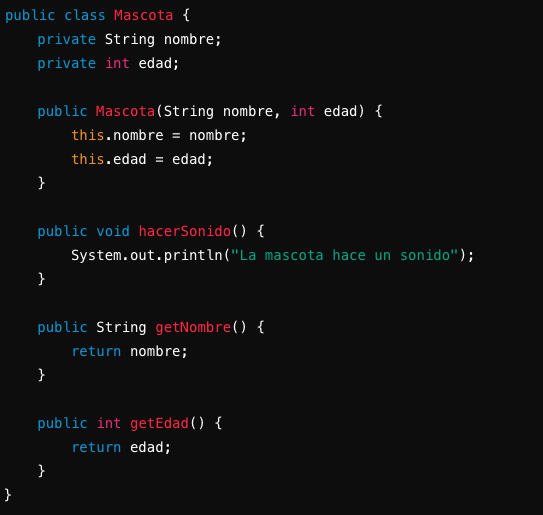 public class Mascota {
    private String nombre;
    private int edad;

    public Mascota(String nombre, int edad) {
        this.nombre = nombre;
        this.edad = edad;
    }

    public void hacerSonido() {
        System.out.println("La mascota hace un sonido");
    }

    public String getNombre() {
        return nombre;
    }

    public int getEdad() {
        return edad;
    }
}